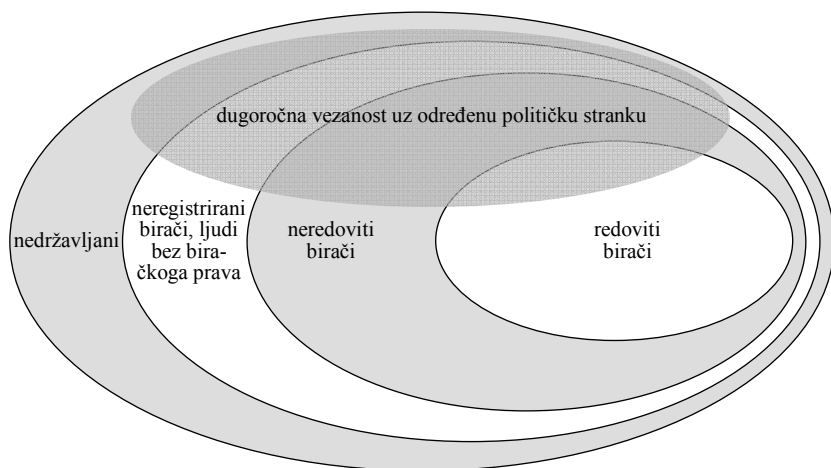 dugoročna vezanost uz određenu političku stranku
nedržavljani
neregistrirani
birači, ljudi
bez bira-
čkoga prava
neredoviti
birači
redoviti
birači